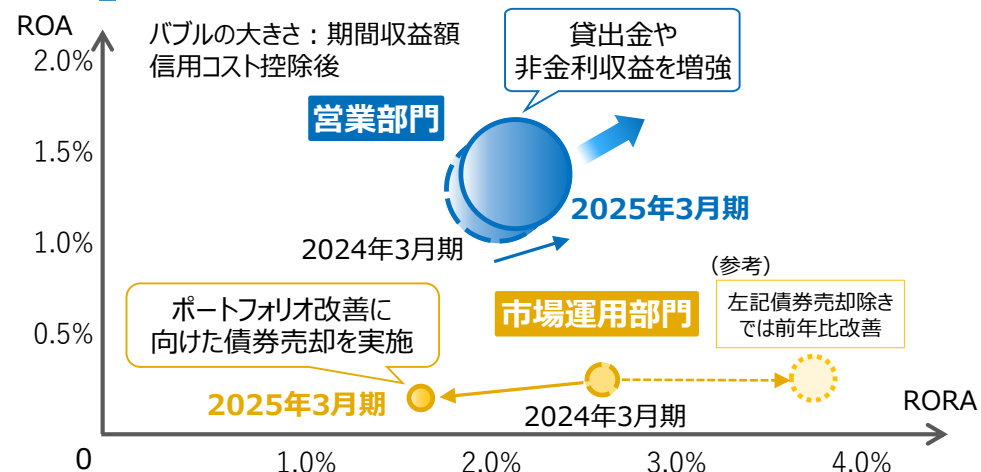 ROA
バブルの大きさ：期間収益額
信用コスト控除後
貸出金や
非金利収益を増強
2.0%
営業部門
1.5%
2025年3月期
1.0%
2024年3月期
（参考）
ポートフォリオ改善に
向けた債券売却を実施
市場運用部門
左記債券売却除き
では前年比改善
0.5%
2025年3月期
2024年3月期
RORA
0
1.0%
2.0%
3.0%
4.0%